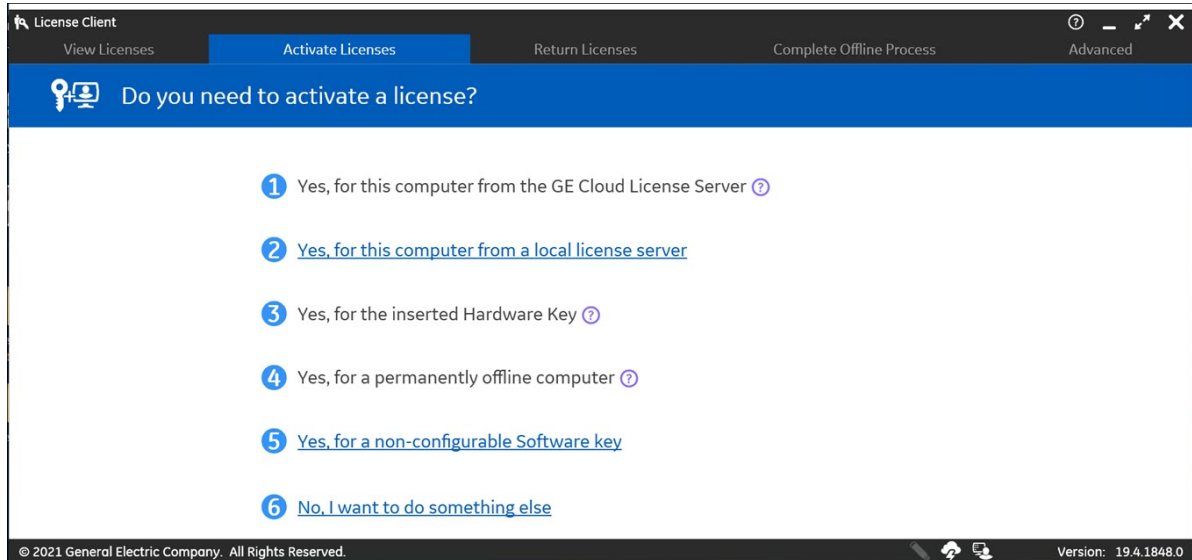 License Client
View Licenses Activate Licenses Return Licenses Complete Offline Process Advanced
Do you need to activate a license?
1 Yes, for this computer from the GE Cloud License Server ?
2 Yes, for this computer from a local license server
3 Yes, for the inserted Hardware Key ?
4 Yes, for a permanently offline computer ?
5 Yes, for a non-configurable Software key
6 No, I want to do something else
© 2021 General Electric Company. All Rights Reserved. Version: 19.4.1848.0